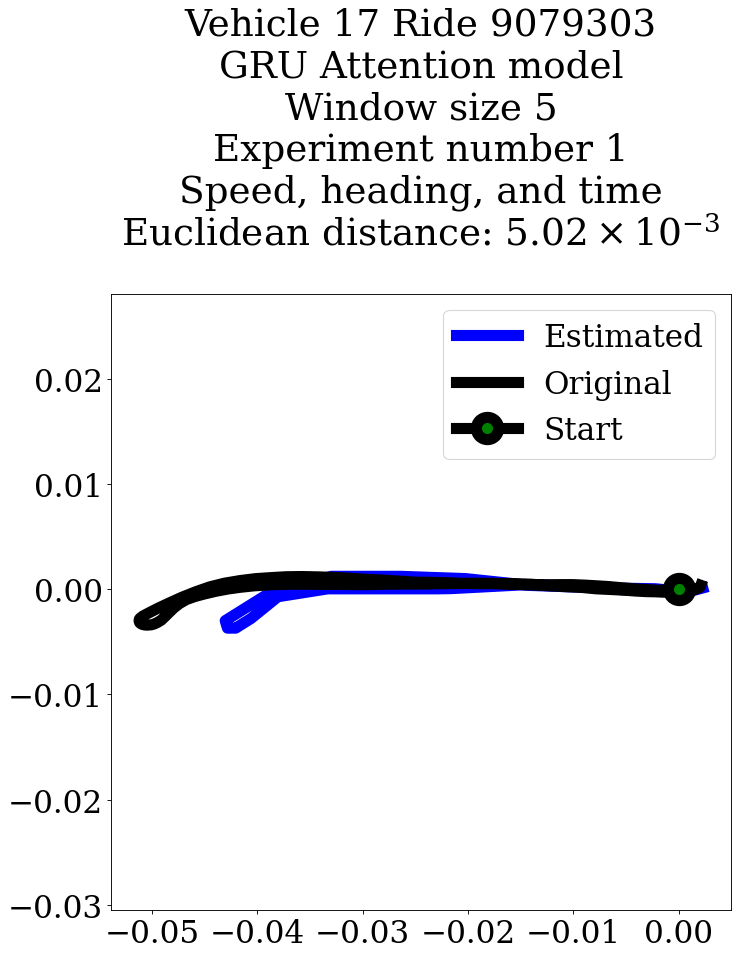 Vehicle 17 Ride 9079303
GRU Attention model
Window size 5
Experiment number 1
Speed, heading, and time
Euclidean distance: 5.02 × 10⁻³
Estimated
Original
Start
0.02
0.01
0.00
−0.01
−0.02
−0.03
−0.05 −0.04 −0.03 −0.02 −0.01 0.00